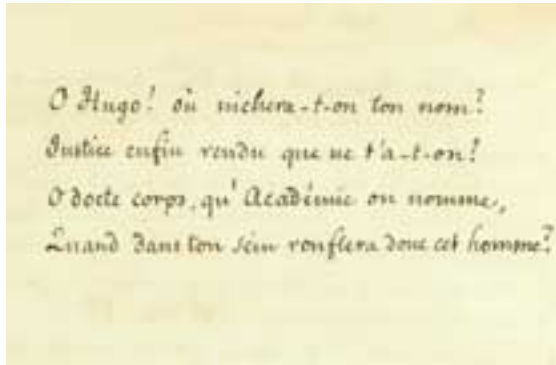 O Hugo! où nichera-t-on ton nom?
Justice enfin rendu que ne t'a-t-on?
O docte corps, qu'Académie on nomme,
Quand dans ton sein ronflera donc cet homme?